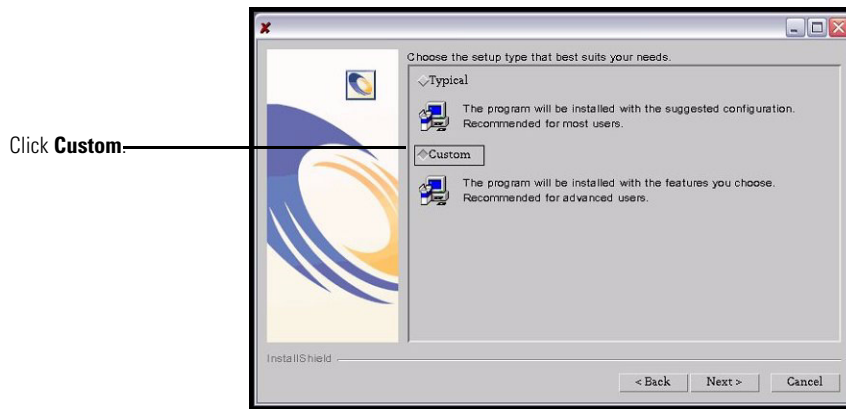 Choose the setup type that best suits your needs.
Typical
The program will be installed with the suggested configuration.
Recommended for most users.
Click Custom.
Custom
The program will be installed with the features you choose.
Recommended for advanced users.
InstallShield
< Back
Next >
Cancel